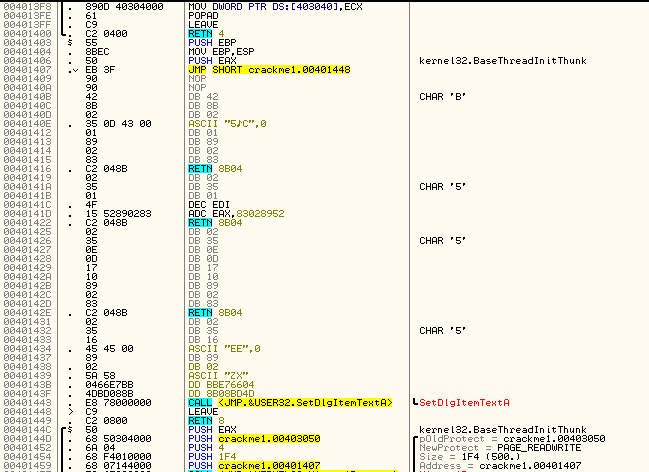 004013F8 . 890D 40304000 MOV DWORD PTR DS:[403040],ECX
004013FE . 61 POPAD
004013FF . C9 LEAVE
00401400 . C2 0400 RETN 4
00401403 $ 55 PUSH EBP
00401404 . 8BEC MOV EBP,ESP
00401406 . 50 PUSH EAX kernel32.BaseThreadInitThunk
00401407 .v EB 3F JMP SHORT crackme1.00401448
00401409 90 NOP
0040140A 90 NOP
0040140B 42 DB 42 CHAR 'B'
0040140C 8B DB 8B
0040140D 02 DB 02
0040140E . 35 0D 43 00 ASCII "5♪C",0
00401412 01 DB 01
00401413 89 DB 89
00401414 02 DB 02
00401415 83 DB 83
00401416 . C2 048B RETN 8B04
00401419 02 DB 02
0040141A 35 DB 35 CHAR '5'
0040141B 01 DB 01
0040141C . 4F DEC EDI
0040141D . 15 52890283 ADC EAX,83028952
00401422 . C2 048B RETN 8B04
00401425 02 DB 02
00401426 35 DB 35 CHAR '5'
00401427 0E DB 0E
00401428 0D DB 0D
00401429 17 DB 17
0040142A 10 DB 10
0040142B 89 DB 89
0040142C 02 DB 02
0040142D 83 DB 83
0040142E . C2 048B RETN 8B04
00401431 02 DB 02
00401432 35 DB 35 CHAR '5'
00401433 16 DB 16
00401434 . 45 45 00 ASCII "EE",0
00401437 89 DB 89
00401438 02 DB 02
00401439 . 5A 58 ASCII "ZX"
0040143B . 0466E7BB DD BBE76604
0040143F . 4DBD088B DD 8B08BD4D
00401443 . E8 78000000 CALL <JMP.&USER32.SetDlgItemTextA> SetDlgItemTextA
00401448 > C9 LEAVE
00401449 . C2 0800 RETN 8
0040144C $ 50 PUSH EAX kernel32.BaseThreadInitThunk
0040144D . 68 50304000 PUSH crackme1.00403050 pOldProtect = crackme1.00403050
00401452 . 6A 04 PUSH 4 NewProtect = PAGE_READWRITE
00401454 . 68 F4010000 PUSH 1F4 Size = 1F4 (500.)
00401459 . 68 07144000 PUSH crackme1.00401407 Address = crackme1.00401407